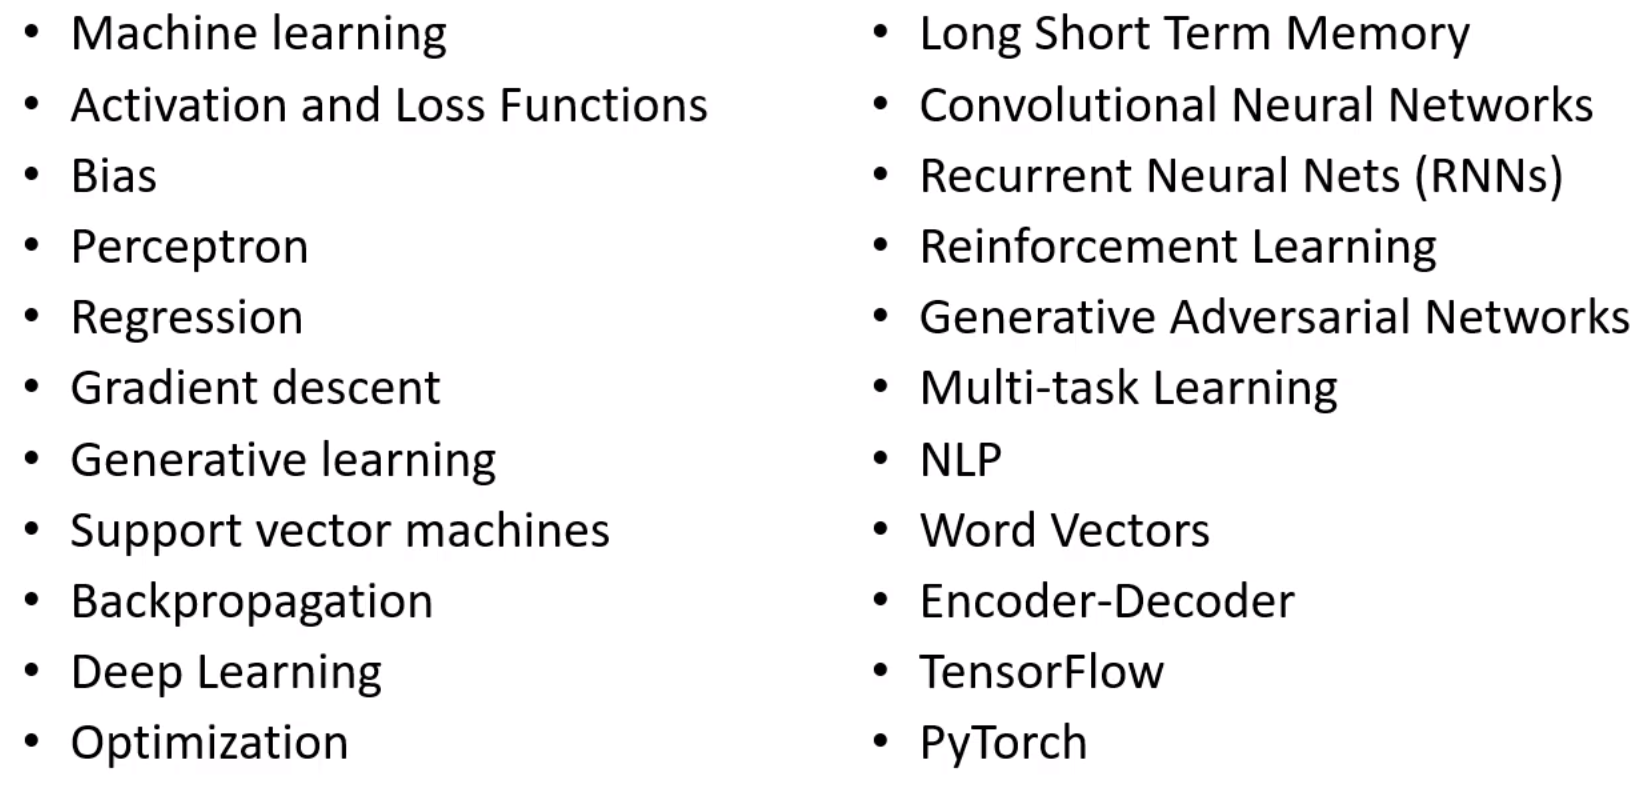 • Machine learning
• Activation and Loss Functions
• Bias
• Perceptron
• Regression
• Gradient descent
• Generative learning
• Support vector machines
• Backpropagation
• Deep Learning
• Optimization
• Long Short Term Memory
• Convolutional Neural Networks
• Recurrent Neural Nets (RNNs)
• Reinforcement Learning
• Generative Adversarial Networks
• Multi-task Learning
• NLP
• Word Vectors
• Encoder-Decoder
• TensorFlow
• PyTorch